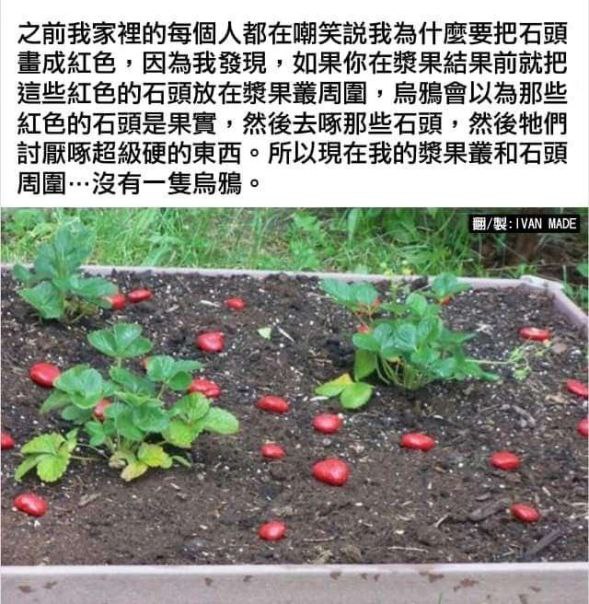 之前我家裡的每個人都在嘲笑說我為什麼要把石頭
畫成紅色，因為我發現，如果你在漿果結果前就把
這些紅色的石頭放在漿果叢周圍，烏鴉會以為那些
紅色的石頭是果實，然後去啄那些石頭，然後牠們
討厭啄超級硬的東西。所以現在我的漿果叢和石頭
周圍⋯沒有一隻烏鴉。
翻/製:IVAN MADE